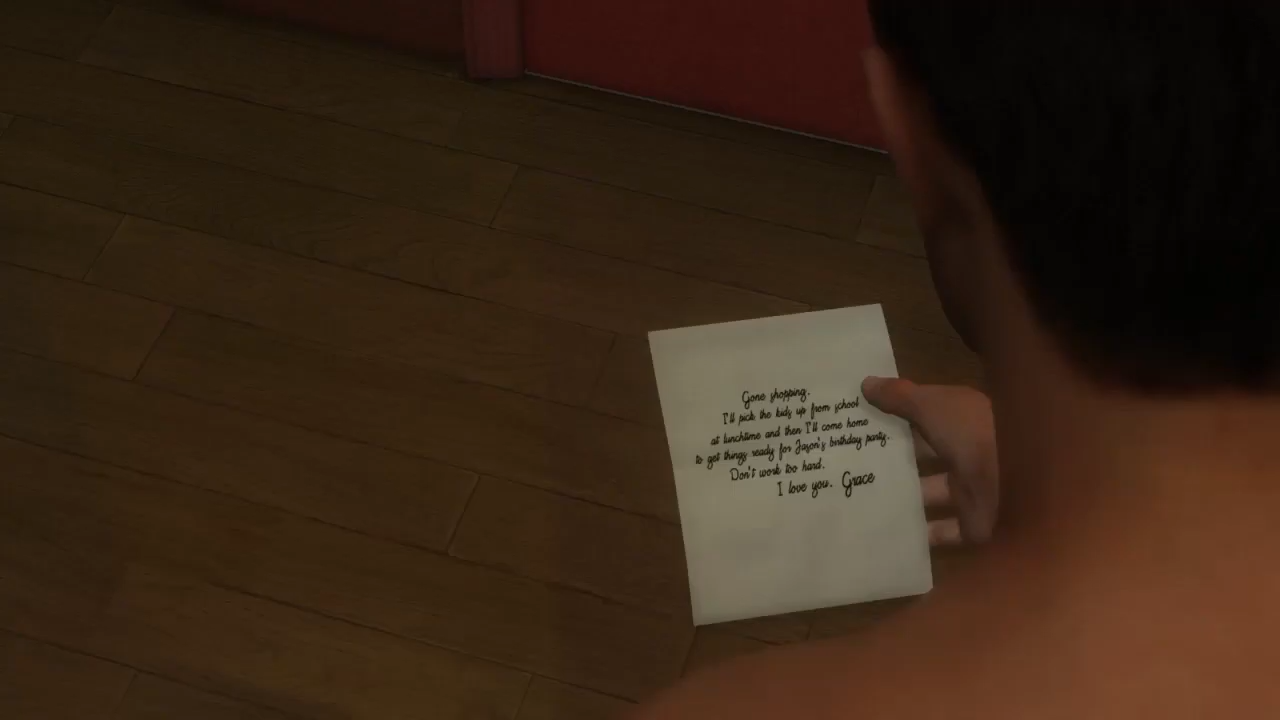 Gone shopping.
I'll pick the kids up from school
at lunchtime and then I'll come home
to get things ready for Jason's birthday party.
Don't work too hard.
I love you. Grace